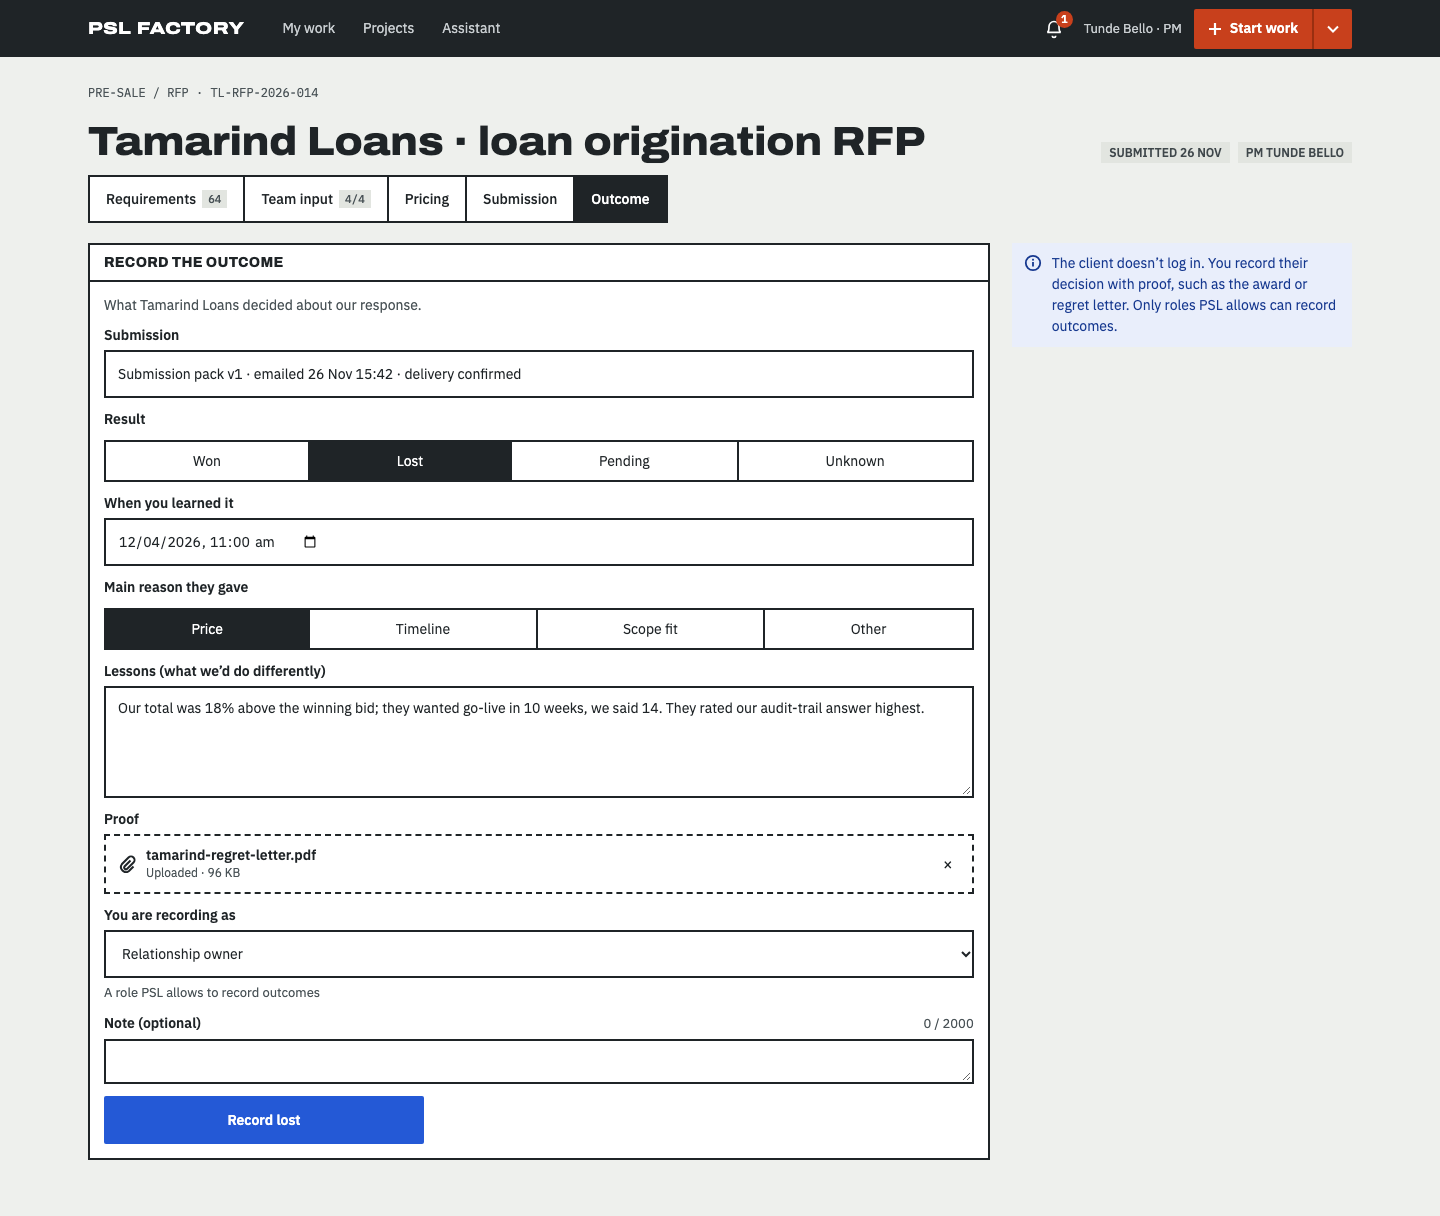 PSL FACTORY
My work
Projects
Assistant
1
Tunde Bello · PM
+ Start work
PRE-SALE / RFP · TL-RFP-2026-014
Tamarind Loans · loan origination RFP
SUBMITTED 26 NOV
PM TUNDE BELLO
Requirements 64
Team input 4/4
Pricing
Submission
Outcome
RECORD THE OUTCOME
What Tamarind Loans decided about our response.
Submission
Submission pack v1 · emailed 26 Nov 15:42 · delivery confirmed
Result
Won
Lost
Pending
Unknown
When you learned it
12/04/2026, 11:00 am
Main reason they gave
Price
Timeline
Scope fit
Other
Lessons (what we’d do differently)
Our total was 18% above the winning bid; they wanted go-live in 10 weeks, we said 14. They rated our audit-trail answer highest.
Proof
tamarind-regret-letter.pdf
Uploaded · 96 KB
×
You are recording as
Relationship owner
A role PSL allows to record outcomes
Note (optional)
0 / 2000
Record lost
The client doesn’t log in. You record their
decision with proof, such as the award or
regret letter. Only roles PSL allows can record
outcomes.